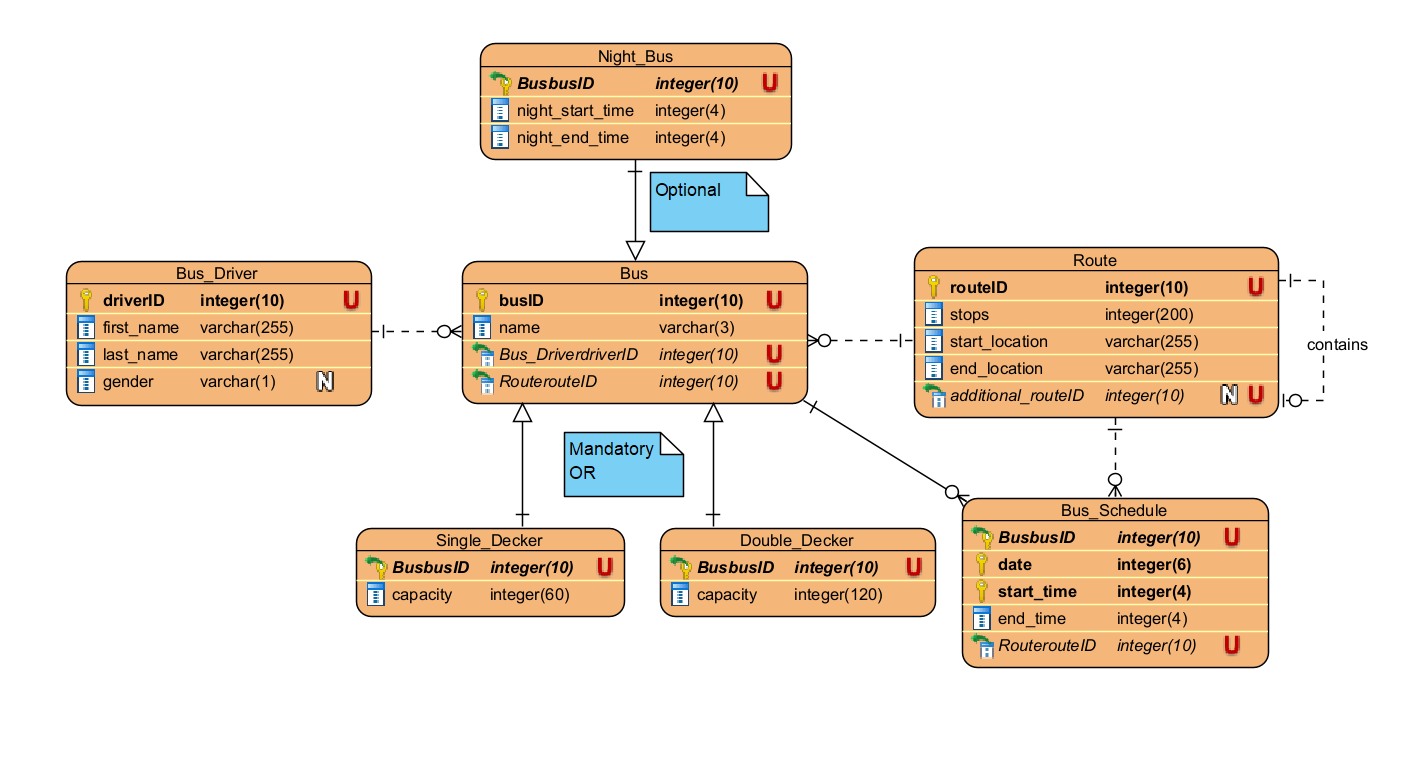 Night_Bus
BusbusID integer(10) U
night_start_time integer(4)
night_end_time integer(4)
Optional
Bus_Driver
driverID integer(10) U
first_name varchar(255)
last_name varchar(255)
gender varchar(1) N
Bus
busID integer(10) U
name varchar(3)
Bus_DriverdriverID integer(10) U
RouterouteID integer(10) U
Route
routeID integer(10) U
stops integer(200)
start_location varchar(255)
end_location varchar(255)
additional_routeID integer(10) N U
contains
Mandatory
OR
Single_Decker
BusbusID integer(10) U
capacity integer(60)
Double_Decker
BusbusID integer(10) U
capacity integer(120)
Bus_Schedule
BusbusID integer(10) U
date integer(6)
start_time integer(4)
end_time integer(4)
RouterouteID integer(10) U